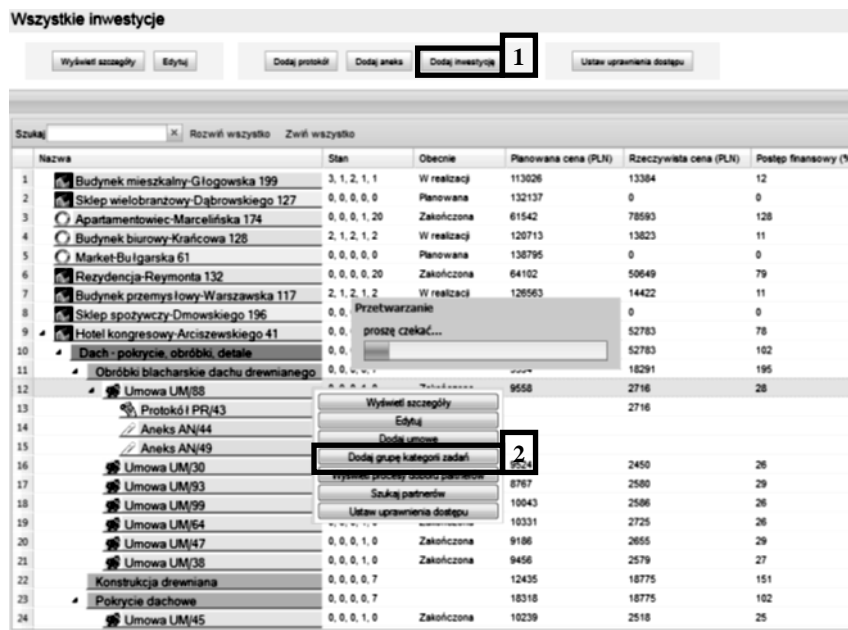 Wszystkie inwestycje
Wyświetl szczegóły Edytuj Dodaj protokół Dodaj aneks Dodaj inwestycję 1 Ustaw uprawnienia dostępu
Szukaj × Rozwiń wszystko Zwiń wszystko
Nazwa Stan Obecnie Planowana cena (PLN) Rzeczywista cena (PLN) Postęp finansowy (%
1 Budynek mieszkalny-Głogowska 199 3, 1, 2, 1, 1 W realizacji 113026 13384 12
2 Sklep wielobranżowy-Dąbrowskiego 127 0, 0, 0, 0, 0 Planowana 132137 0 0
3 Apartamentowiec-Marcelińska 174 0, 0, 0, 1, 20 Zakończona 61542 78593 128
4 Budynek biurowy-Krańcowa 128 2, 1, 2, 1, 2 W realizacji 120713 13823 11
5 Market-Bułgarska 61 0, 0, 0, 0, 0 Planowana 138795 0 0
6 Rezydencja-Reymonta 132 0, 0, 0, 0, 20 Zakończona 64102 50649 79
7 Budynek przemysłowy-Warszawska 117 2, 1, 2, 1, 2 W realizacji 126563 14422 11
8 Sklep spożywczy-Dmowskiego 196 0, 0, Przetwarzanie 0 0
9 Hotel kongresowy-Arciszewskiego 41 0, 0, proszę czekać... 52783 78
10 Dach - pokrycie, obróbki, detale 0, 0, 52783 102
11 Obróbki blacharskie dachu drewnianego 18291 195
12 Umowa UM/88 9558 2716 28
13 Protokół PR/43 Wyświetl szczegóły 2716
14 Aneks AN/44 Edytuj
Dodaj umowę
15 Aneks AN/49 Dodaj grupę kategorii zadań 2
16 Umowa UM/30 Wyświetl procesy doboru partnerów 9524 2450 26
17 Umowa UM/93 Szukaj partnerów 8767 2580 29
18 Umowa UM/99 Ustaw uprawnienia dostępu 10043 2586 26
19 Umowa UM/64 10331 2725 26
20 Umowa UM/47 0, 0, 0, 1, 0 Zakończona 9186 2655 29
21 Umowa UM/38 0, 0, 0, 1, 0 Zakończona 9456 2579 27
22 Konstrukcja drewniana 0, 0, 0, 0, 7 12435 18775 151
23 Pokrycie dachowe 0, 0, 0, 0, 7 18318 18775 102
24 Umowa UM/45 0, 0, 0, 1, 0 Zakończona 10239 2518 25